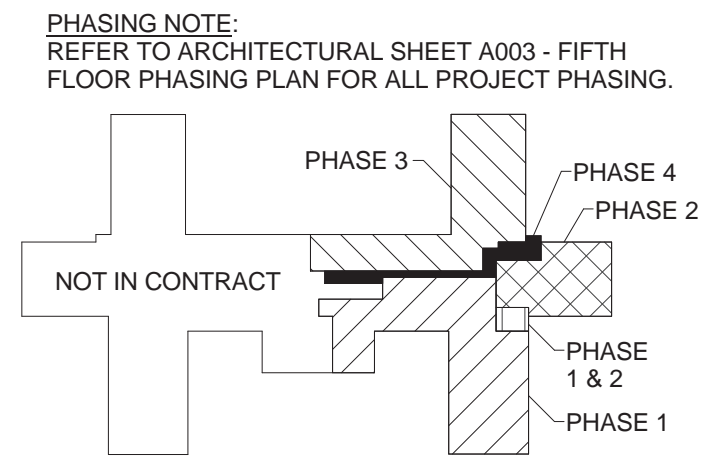 PHASING NOTE:
REFER TO ARCHITECTURAL SHEET A003 - FIFTH
FLOOR PHASING PLAN FOR ALL PROJECT PHASING.
PHASE 3
PHASE 4
PHASE 2
NOT IN CONTRACT
PHASE
1 & 2
PHASE 1